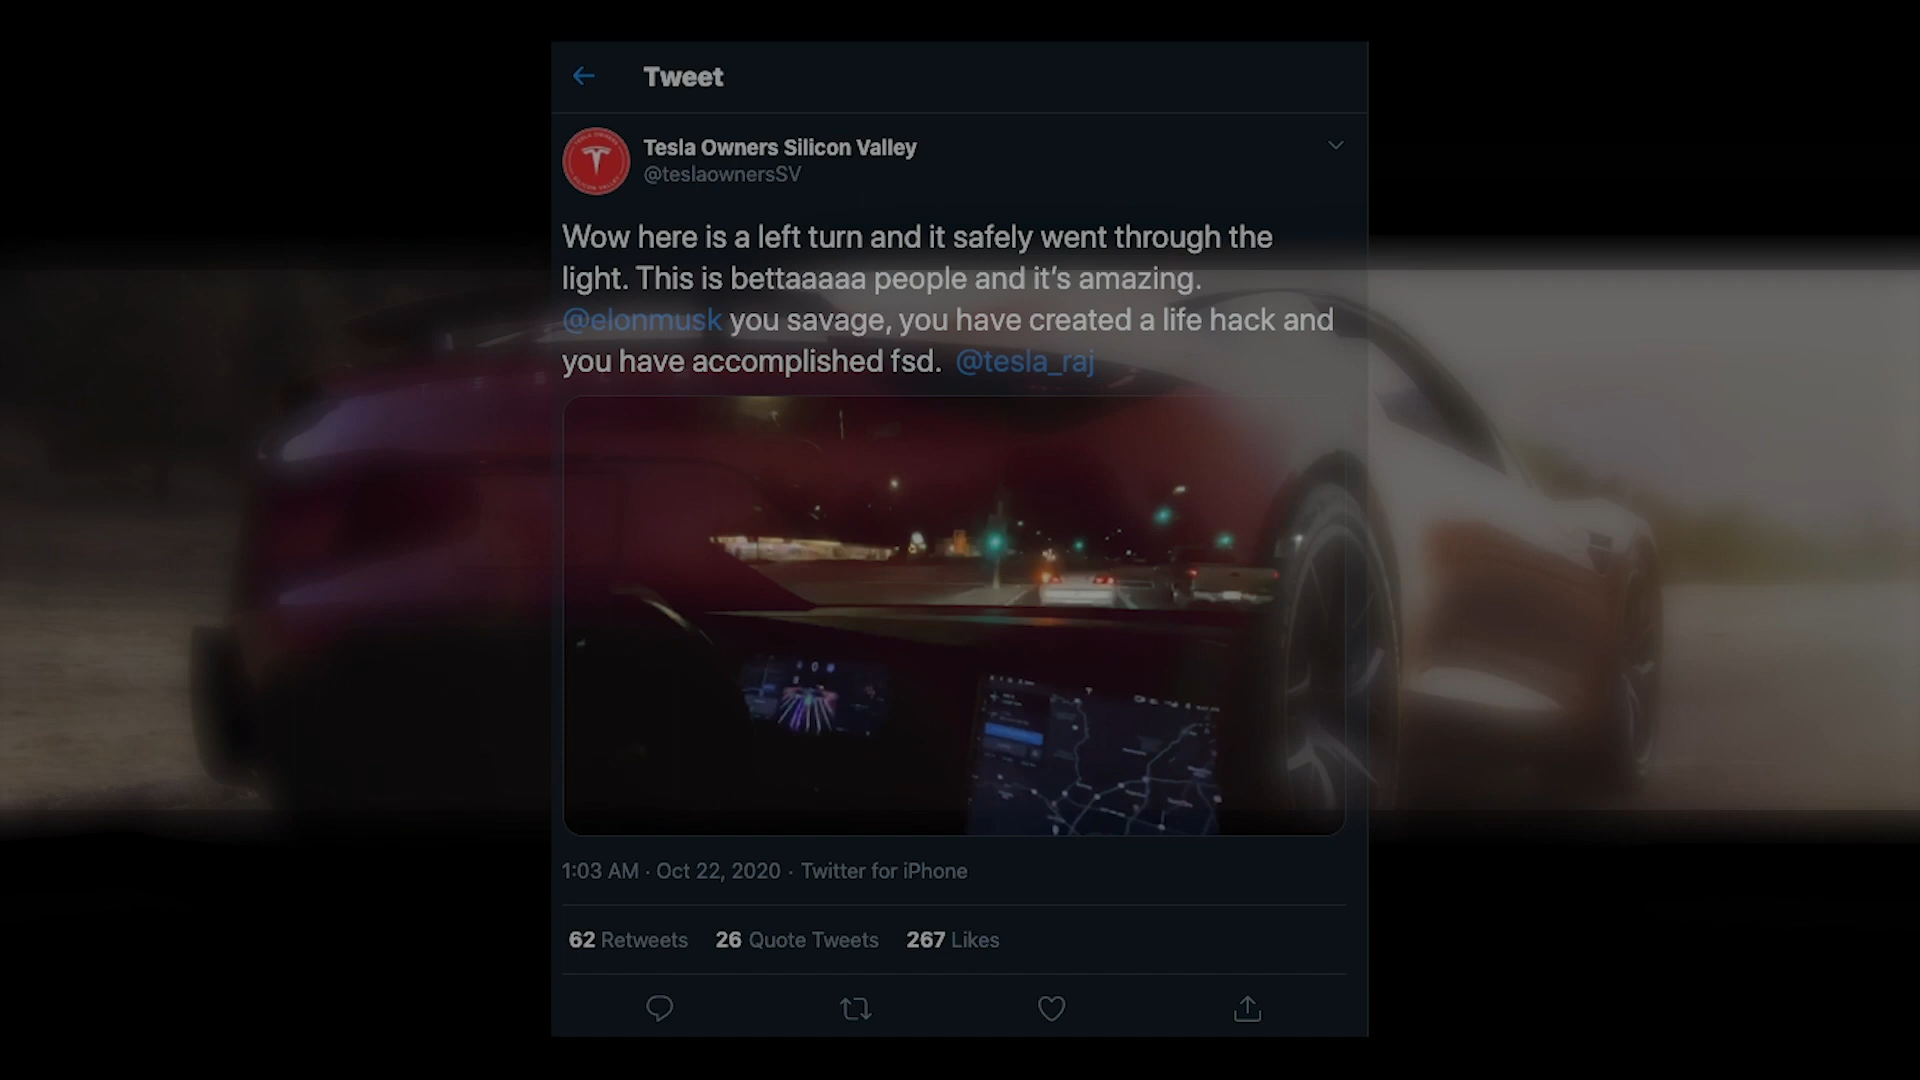 Tweet
Tesla Owners Silicon Valley
@teslaownersSV
Wow here is a left turn and it safely went through the
light. This is bettaaaaa people and it’s amazing.
@elonmusk you savage, you have created a life hack and
you have accomplished fsd. @tesla_raj
1:03 AM · Oct 22, 2020 · Twitter for iPhone
62 Retweets 26 Quote Tweets 267 Likes